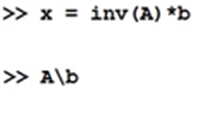 >> x = inv(A)*b
>> A\b